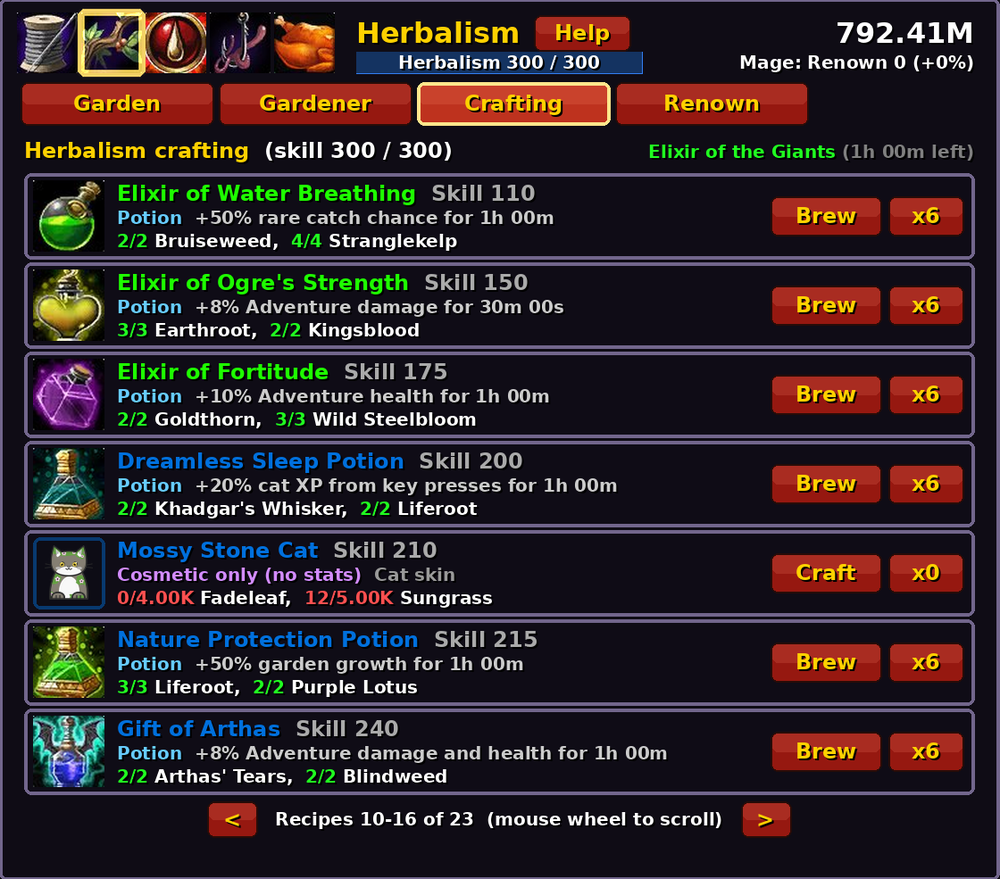 Herbalism Help 792.41M
Herbalism 300 / 300 Mage: Renown 0 (+0%)
Garden Gardener Crafting Renown
Herbalism crafting (skill 300 / 300) Elixir of the Giants (1h 00m left)
Elixir of Water Breathing Skill 110
Potion +50% rare catch chance for 1h 00m
2/2 Bruiseweed, 4/4 Stranglekelp
Brew x6
Elixir of Ogre's Strength Skill 150
Potion +8% Adventure damage for 30m 00s
3/3 Earthroot, 2/2 Kingsblood
Brew x6
Elixir of Fortitude Skill 175
Potion +10% Adventure health for 1h 00m
2/2 Goldthorn, 3/3 Wild Steelbloom
Brew x6
Dreamless Sleep Potion Skill 200
Potion +20% cat XP from key presses for 1h 00m
2/2 Khadgar's Whisker, 2/2 Liferoot
Brew x6
Mossy Stone Cat Skill 210
Cosmetic only (no stats) Cat skin
0/4.00K Fadeleaf, 12/5.00K Sungrass
Craft x0
Nature Protection Potion Skill 215
Potion +50% garden growth for 1h 00m
3/3 Liferoot, 2/2 Purple Lotus
Brew x6
Gift of Arthas Skill 240
Potion +8% Adventure damage and health for 1h 00m
2/2 Arthas' Tears, 2/2 Blindweed
Brew x6
< Recipes 10-16 of 23 (mouse wheel to scroll) >